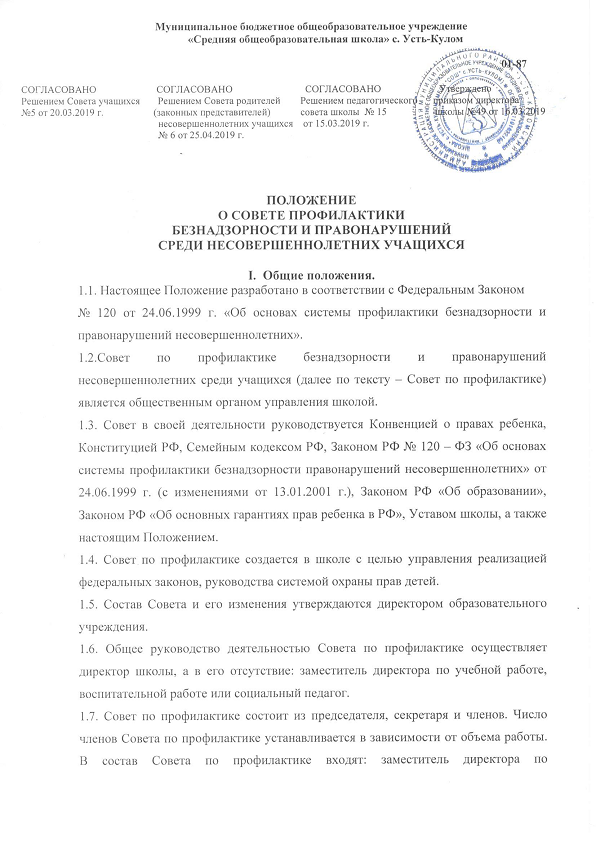 Муниципальное бюджетное общеобразовательное учреждение
«Средняя общеобразовательная школа» с. Усть-Кулом
01-87
СОГЛАСОВАНО СОГЛАСОВАНО СОГЛАСОВАНО Утверждено
Решением Совета учащихся Решением Совета родителей Решением педагогического приказом директора
№5 от 20.03.2019 г. (законных представителей) совета школы № 15 школы №49 от 16.03.2019
несовершеннолетних учащихся от 15.03.2019 г.
№ 6 от 25.04.2019 г.
ПОЛОЖЕНИЕ
О СОВЕТЕ ПРОФИЛАКТИКИ
БЕЗНАДЗОРНОСТИ И ПРАВОНАРУШЕНИЙ
СРЕДИ НЕСОВЕРШЕННОЛЕТНИХ УЧАЩИХСЯ
I. Общие положения.
1.1. Настоящее Положение разработано в соответствии с Федеральным Законом
№ 120 от 24.06.1999 г. «Об основах системы профилактики безнадзорности и
правонарушений несовершеннолетних».
1.2.Совет по профилактике безнадзорности и правонарушений
несовершеннолетних среди учащихся (далее по тексту – Совет по профилактике)
является общественным органом управления школой.
1.3. Совет в своей деятельности руководствуется Конвенцией о правах ребенка,
Конституцией РФ, Семейным кодексом РФ, Законом РФ № 120 – ФЗ «Об основах
системы профилактики безнадзорности правонарушений несовершеннолетних» от
24.06.1999 г. (с изменениями от 13.01.2001 г.), Законом РФ «Об образовании»,
Законом РФ «Об основных гарантиях прав ребенка в РФ», Уставом школы, а также
настоящим Положением.
1.4. Совет по профилактике создается в школе с целью управления реализацией
федеральных законов, руководства системой охраны прав детей.
1.5. Состав Совета и его изменения утверждаются директором образовательного
учреждения.
1.6. Общее руководство деятельностью Совета по профилактике осуществляет
директор школы, а в его отсутствие: заместитель директора по учебной работе,
воспитательной работе или социальный педагог.
1.7. Совет по профилактике состоит из председателя, секретаря и членов. Число
членов Совета по профилактике устанавливается в зависимости от объема работы.
В состав Совета по профилактике входят: заместитель директора по